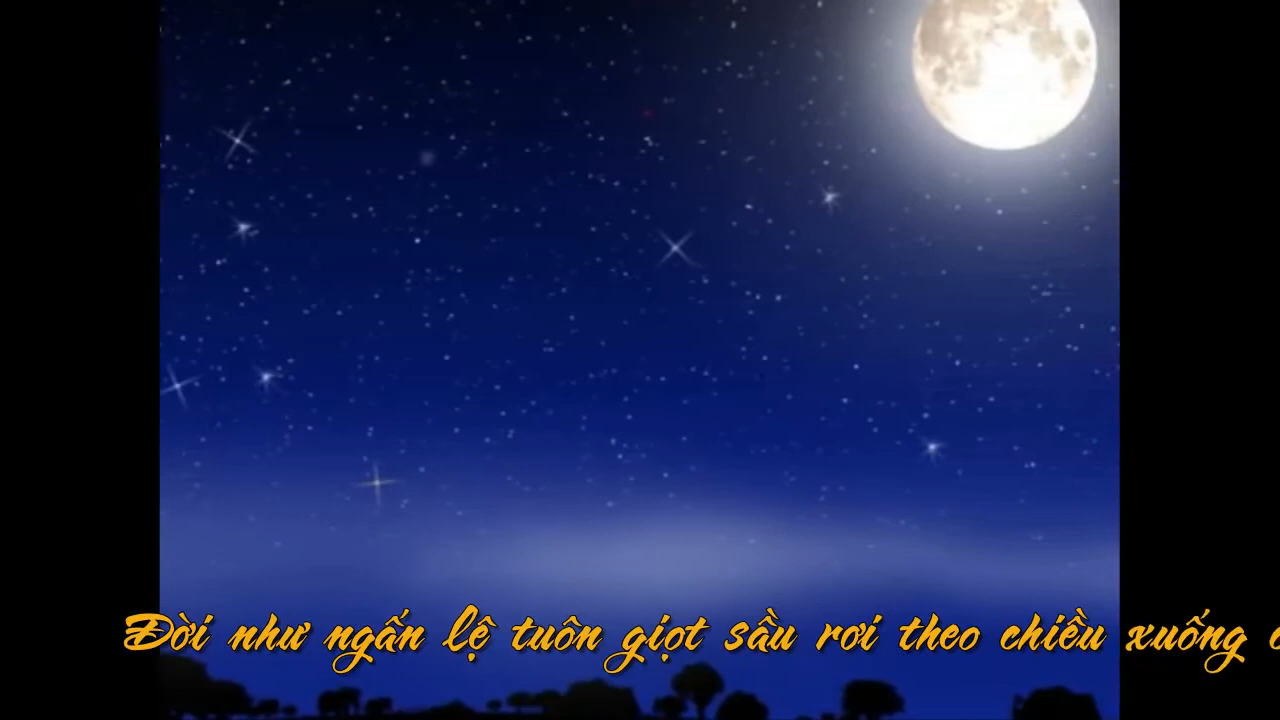 Đời như ngấn lệ tuôn giọt sầu rơi theo chiều xuống